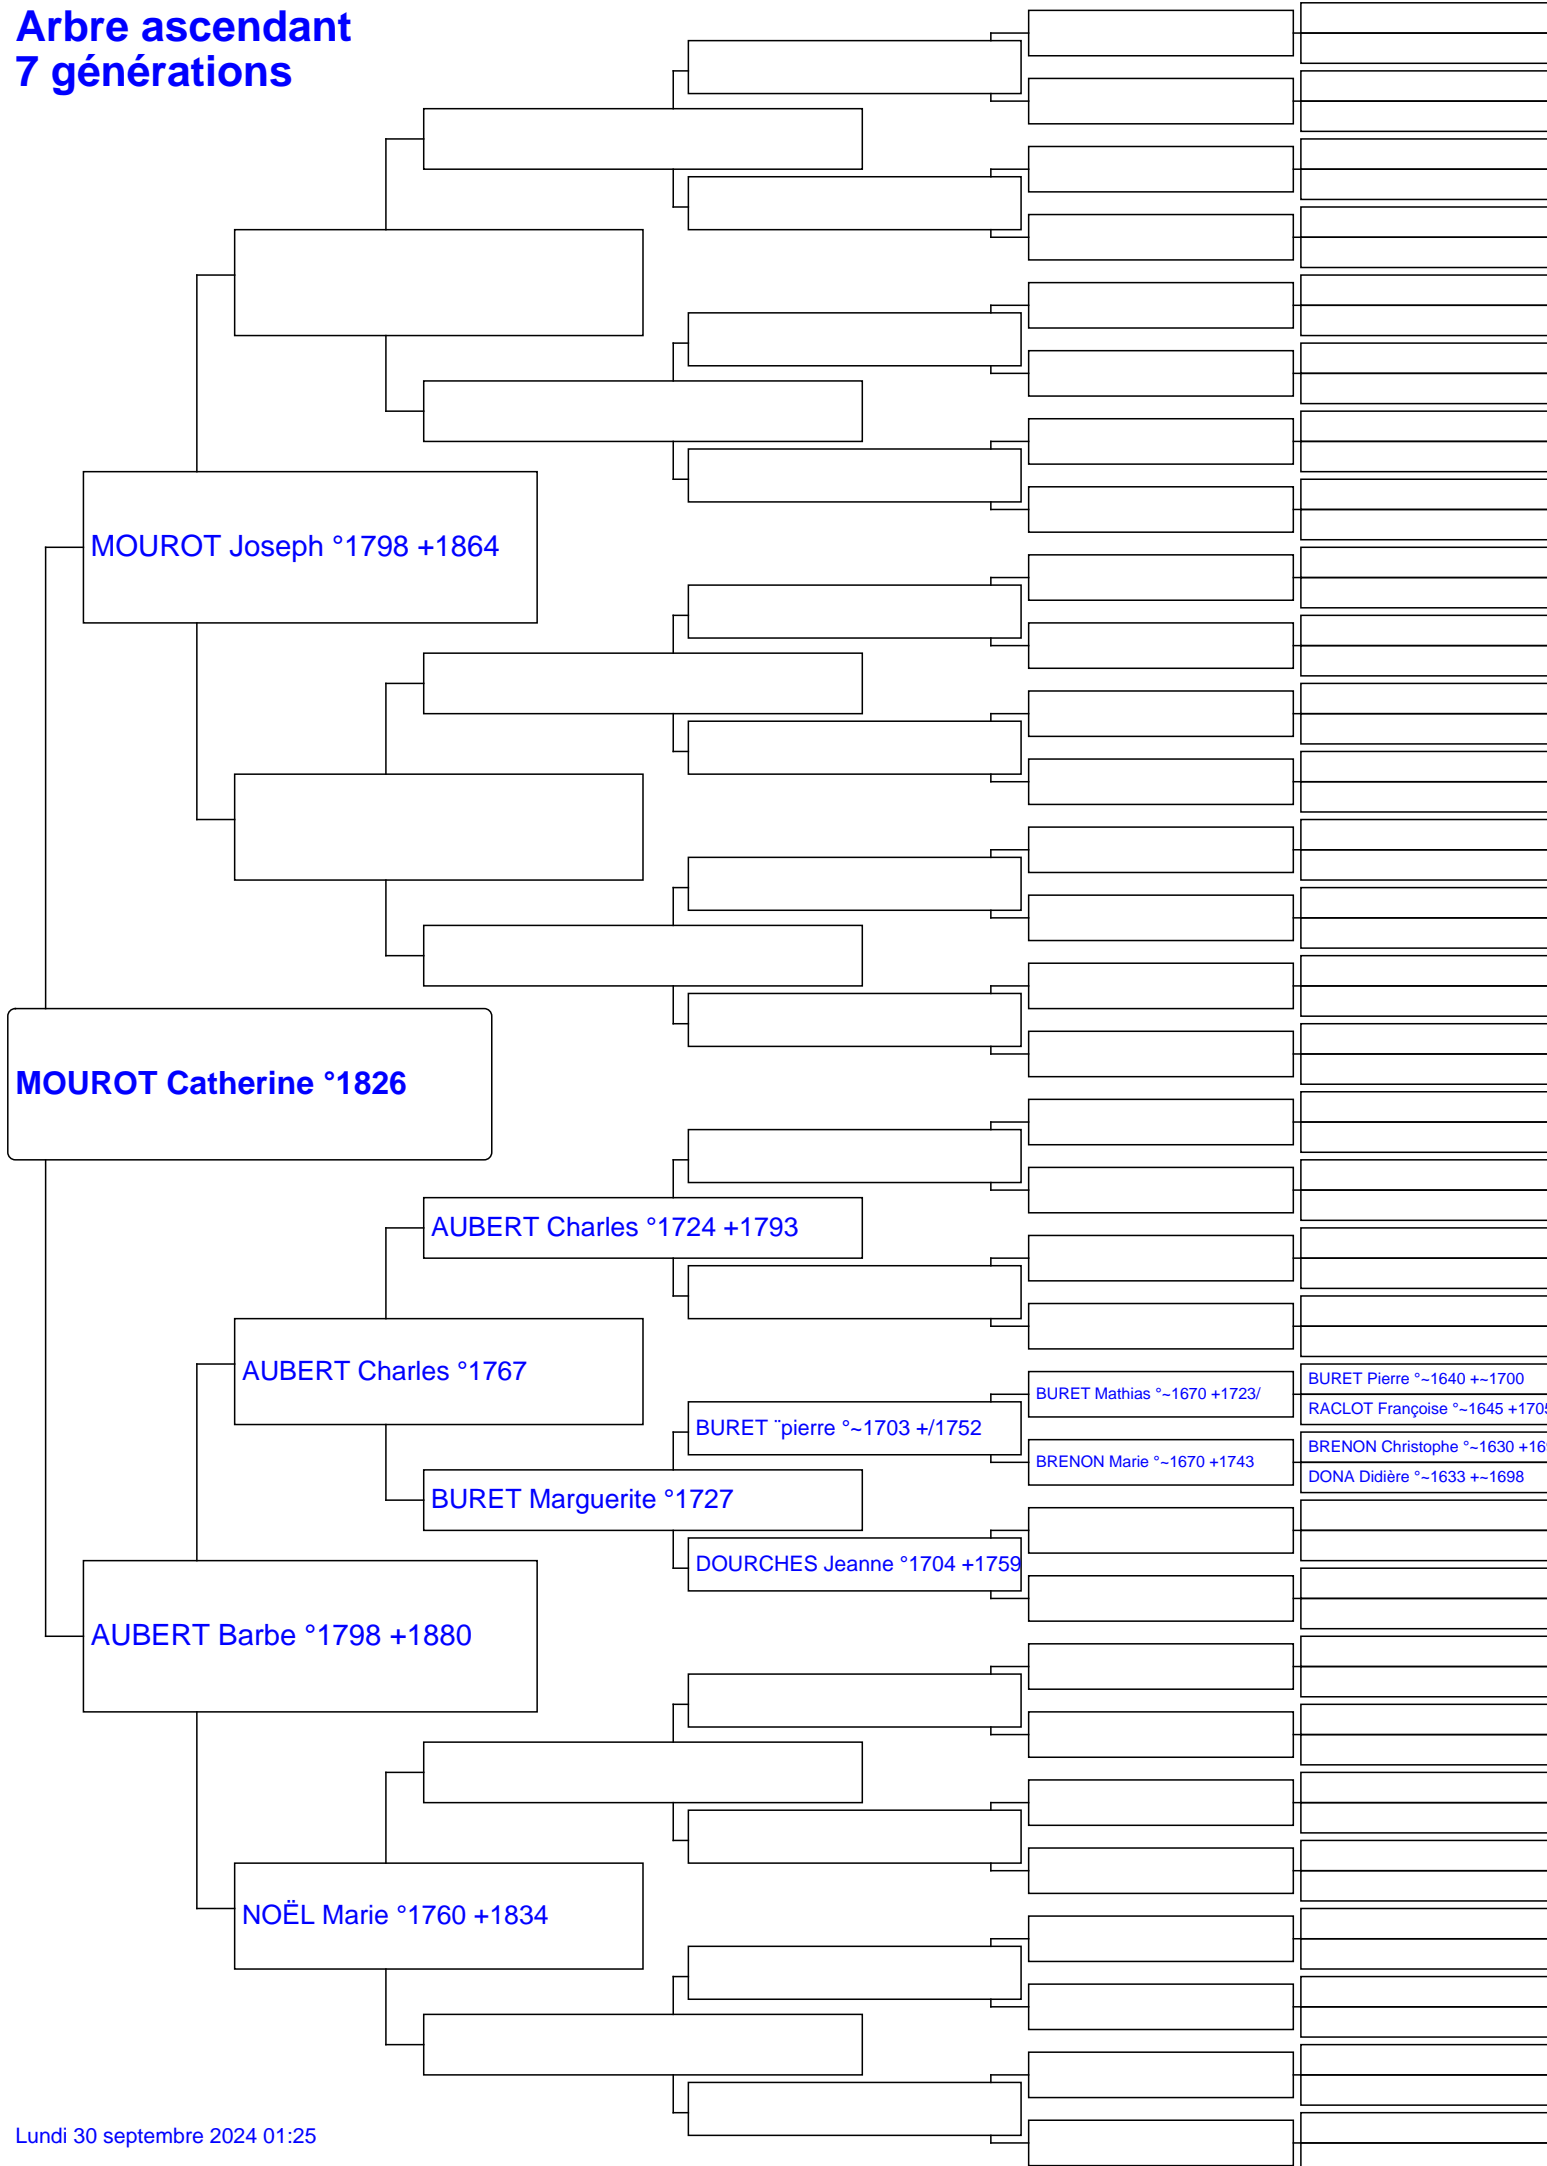 Arbre ascendant
7 générations
MOUROT Joseph °1798 +1864
MOUROT Catherine °1826
AUBERT Charles °1724 +1793
AUBERT Charles °1767
BURET Pierre °~1640 +~1700
BURET Mathias °~1670 +1723/
RACLOT Françoise °~1645 +1705
BURET ¨pierre °~1703 +/1752
BRENON Christophe °~1630 +16
BRENON Marie °~1670 +1743
DONA Didière °~1633 +~1698
BURET Marguerite °1727
DOURCHES Jeanne °1704 +1759
AUBERT Barbe °1798 +1880
NOËL Marie °1760 +1834
Lundi 30 septembre 2024 01:25